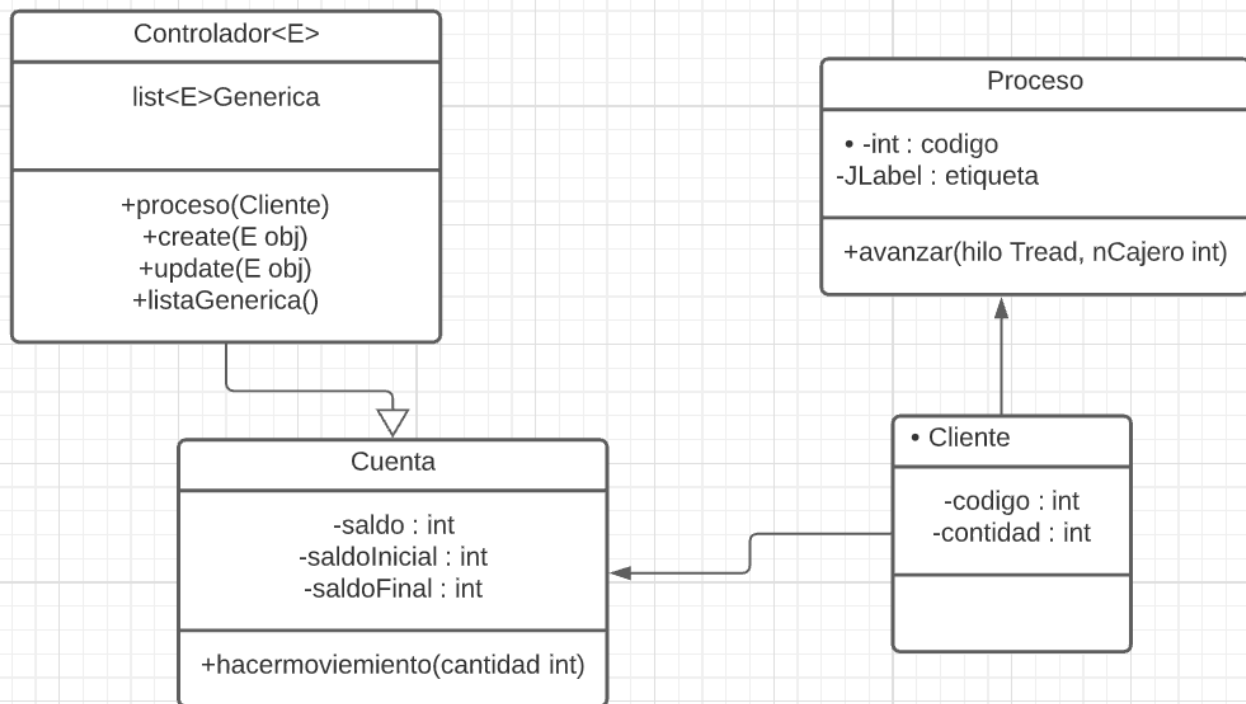 Controlador<E>
list<E>Generica
+proceso(Cliente)
+create(E obj)
+update(E obj)
+listaGenerica()
Proceso
• -int : codigo
-JLabel : etiqueta
+avanzar(hilo Tread, nCajero int)
Cuenta
-saldo : int
-saldoInicial : int
-saldoFinal : int
+hacermoviemiento(cantidad int)
• Cliente
-codigo : int
-contidad : int